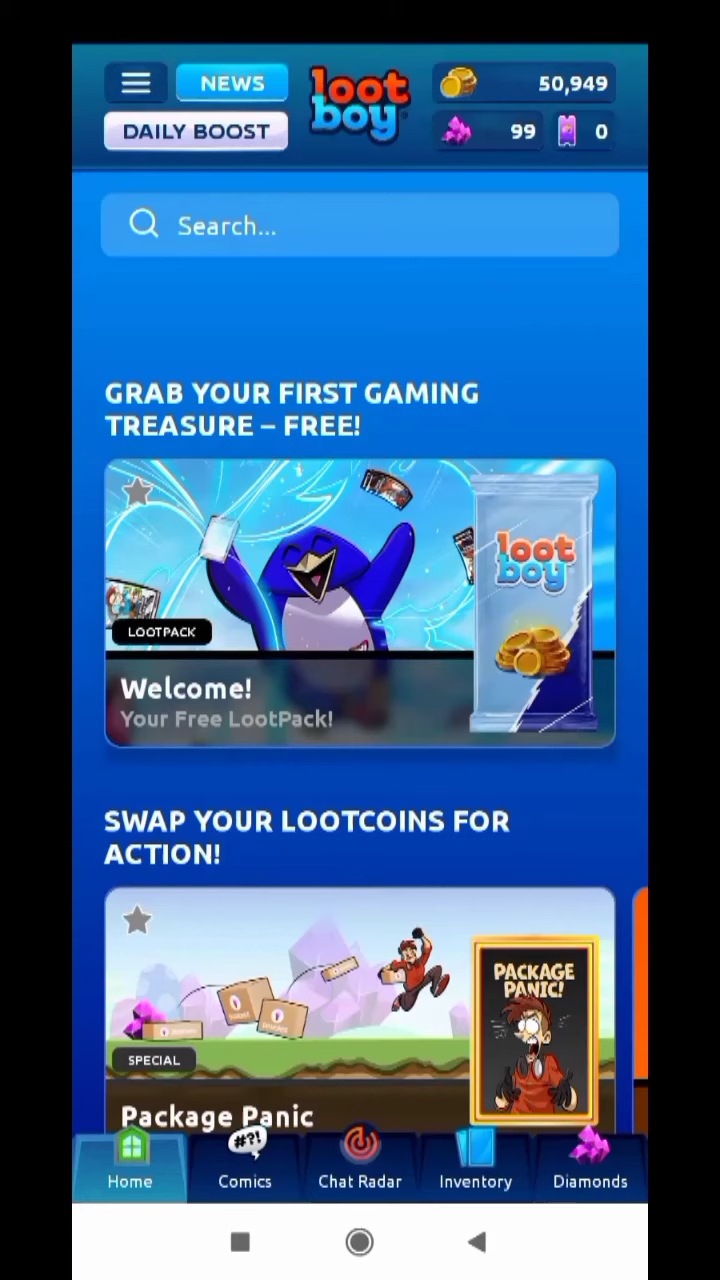 NEWS
loot
boy
50,949
DAILY BOOST
99
0
Search...
GRAB YOUR FIRST GAMING
TREASURE – FREE!
loot
boy
LOOTPACK
Welcome!
Your Free LootPack!
SWAP YOUR LOOTCOINS FOR
ACTION!
PACKAGE
PANIC!
SPECIAL
Package Panic
#?!
Home
Comics
Chat Radar
Inventory
Diamonds